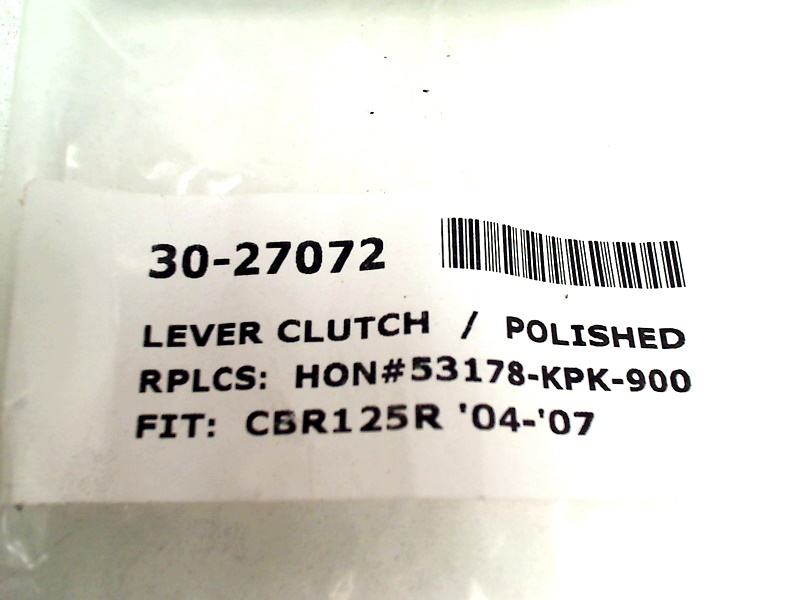 30-27072
LEVER CLUTCH / POLISHED
RPLCS: HON#53178-KPK-900
FIT: CBR125R '04-'07